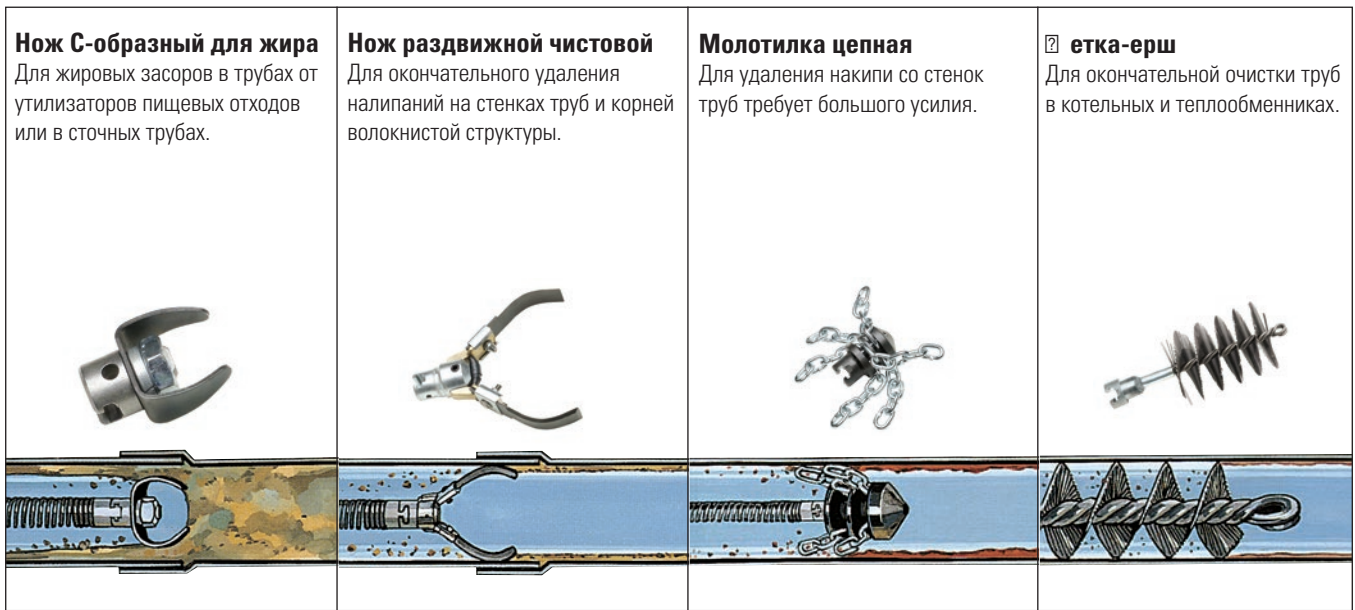 Нож С-образный для жира
Для жировых засоров в трубах от
утилизаторов пищевых отходов
или в сточных трубах.
Нож раздвижной чистовой
Для окончательного удаления
налипаний на стенках труб и корней
волокнистой структуры.
Молотилка цепная
Для удаления накипи со стенок
труб требует большого усилия.
етка-ерш
Для окончательной очистки труб
в котельных и теплообменниках.